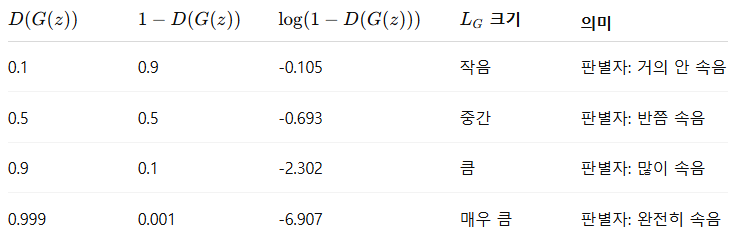 D(G(z)) 1 − D(G(z)) log(1 − D(G(z))) L_G 크기 의미
0.1 0.9 -0.105 작음 판별자: 거의 안 속음
0.5 0.5 -0.693 중간 판별자: 반쯤 속음
0.9 0.1 -2.302 큼 판별자: 많이 속음
0.999 0.001 -6.907 매우 큼 판별자: 완전히 속음